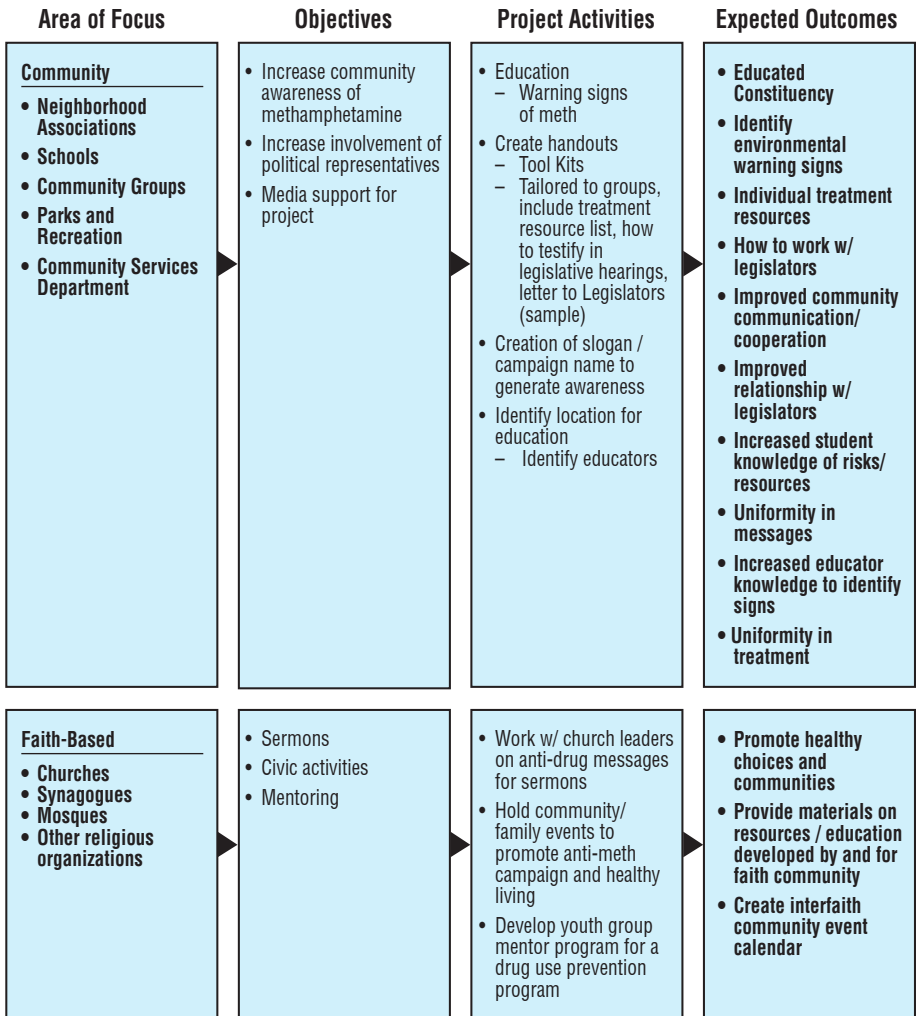 Area of Focus
Objectives
Project Activities
Expected Outcomes
Community
• Neighborhood
Associations
• Schools
• Community Groups
• Parks and
Recreation
• Community Services
Department
• Increase community
awareness of
methamphetamine
• Increase involvement of
political representatives
• Media support for
project
• Education
– Warning signs
of meth
• Create handouts
– Tool Kits
– Tailored to groups,
include treatment
resource list, how
to testify in
legislative hearings,
letter to Legislators
(sample)
• Creation of slogan /
campaign name to
generate awareness
• Identify location for
education
– Identify educators
• Educated
Constituency
• Identify
environmental
warning signs
• Individual treatment
resources
• How to work w/
legislators
• Improved community
communication/
cooperation
• Improved
relationship w/
legislators
• Increased student
knowledge of risks/
resources
• Uniformity in
messages
• Increased educator
knowledge to identify
signs
• Uniformity in
treatment
Faith-Based
• Churches
• Synagogues
• Mosques
• Other religious
organizations
• Sermons
• Civic activities
• Mentoring
• Work w/ church leaders
on anti-drug messages
for sermons
• Hold community/
family events to
promote anti-meth
campaign and healthy
living
• Develop youth group
mentor program for a
drug use prevention
program
• Promote healthy
choices and
communities
• Provide materials on
resources / education
developed by and for
faith community
• Create interfaith
community event
calendar